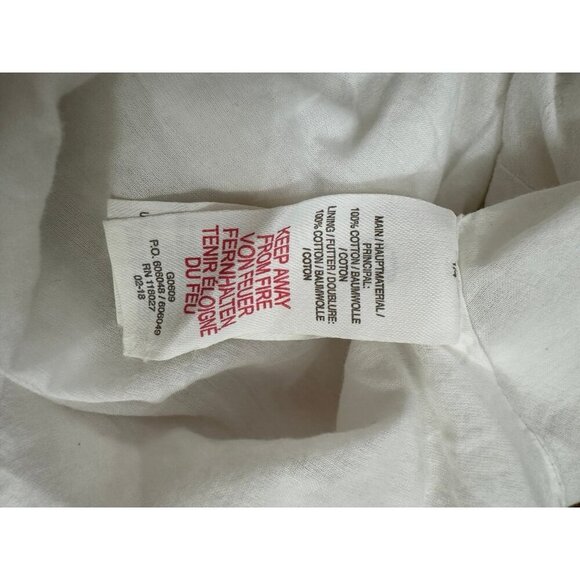 MAIN / HAUPTMATERIAL /
PRINCIPAL:
100% COTTON / BAUMWOLLE
/ COTON
LINING / FUTTER / DOUBLURE:
100% COTTON / BAUMWOLLE
/ COTON
KEEP AWAY
FROM FIRE
VON FEUER
FERNHALTEN
TENIR ÉLOIGNÉ
DU FEU
G0609
P.O. 606048 / 606049
RN 118027
02-18